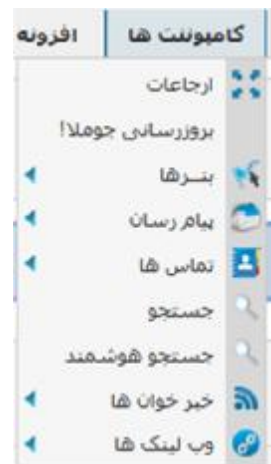 کامپوننت ها
افزونه
ارجاعات
بروزرسانی جوملا!
بنــرها
پیام رسان
تماس ها
جستجو
جستجو هوشمند
خبر خوان ها
وب لینک ها